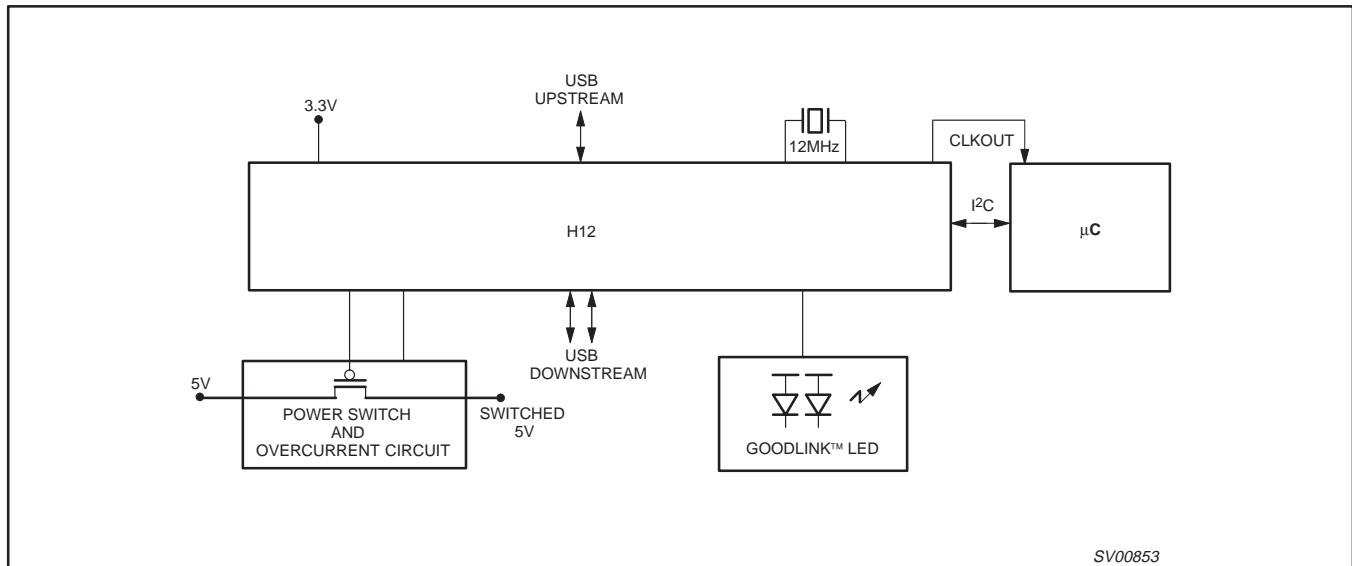 USB
UPSTREAM
3.3V
12MHz
CLKOUT
I²C
H12
μC
5V
POWER SWITCH
AND
OVERCURRENT CIRCUIT
SWITCHED
5V
USB
DOWNSTREAM
GOODLINK™ LED
SV00853